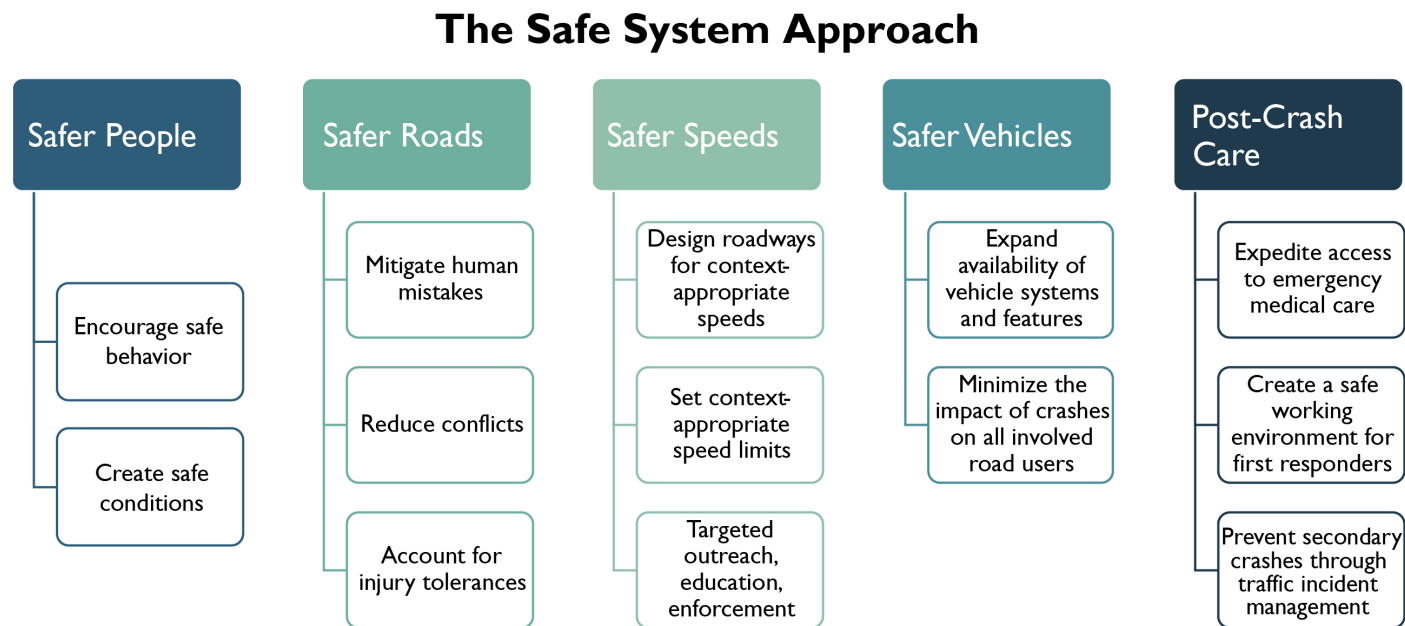 The Safe System Approach
Safer People
Encourage safe
behavior
Create safe
conditions
Safer Roads
Mitigate human
mistakes
Reduce conflicts
Account for
injury tolerances
Safer Speeds
Design roadways
for context-
appropriate
speeds
Set context-
appropriate
speed limits
Targeted
outreach,
education,
enforcement
Safer Vehicles
Expand
availability of
vehicle systems
and features
Minimize the
impact of crashes
on all involved
road users
Post-Crash
Care
Expedite access
to emergency
medical care
Create a safe
working
environment for
first responders
Prevent secondary
crashes through
traffic incident
management